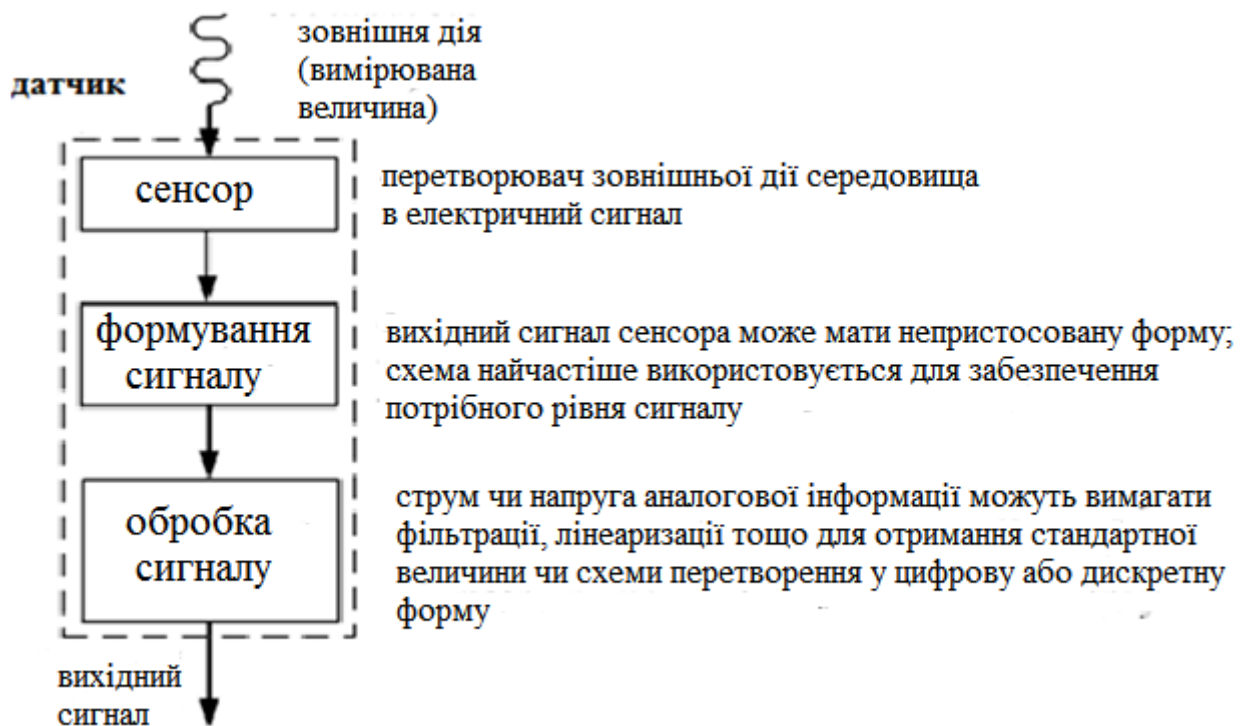 зовнішня дія
(вимірювана
величина)
датчик
сенсор
перетворювач зовнішньої дії середовища
в електричний сигнал
формування
сигналу
вихідний сигнал сенсора може мати непристосовану форму;
схема найчастіше використовується для забезпечення
потрібного рівня сигналу
обробка
сигналу
струм чи напруга аналогової інформації можуть вимагати
фільтрації, лінеаризації тощо для отримання стандартної
величини чи схеми перетворення у цифрову або дискретну
форму
вихідний
сигнал